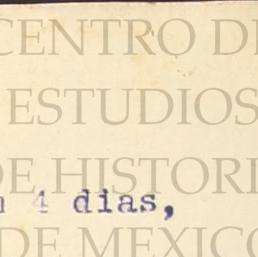 CENTRO D
ESTUDIOS
DE HISTORI
4 dias,
DE MEXICO